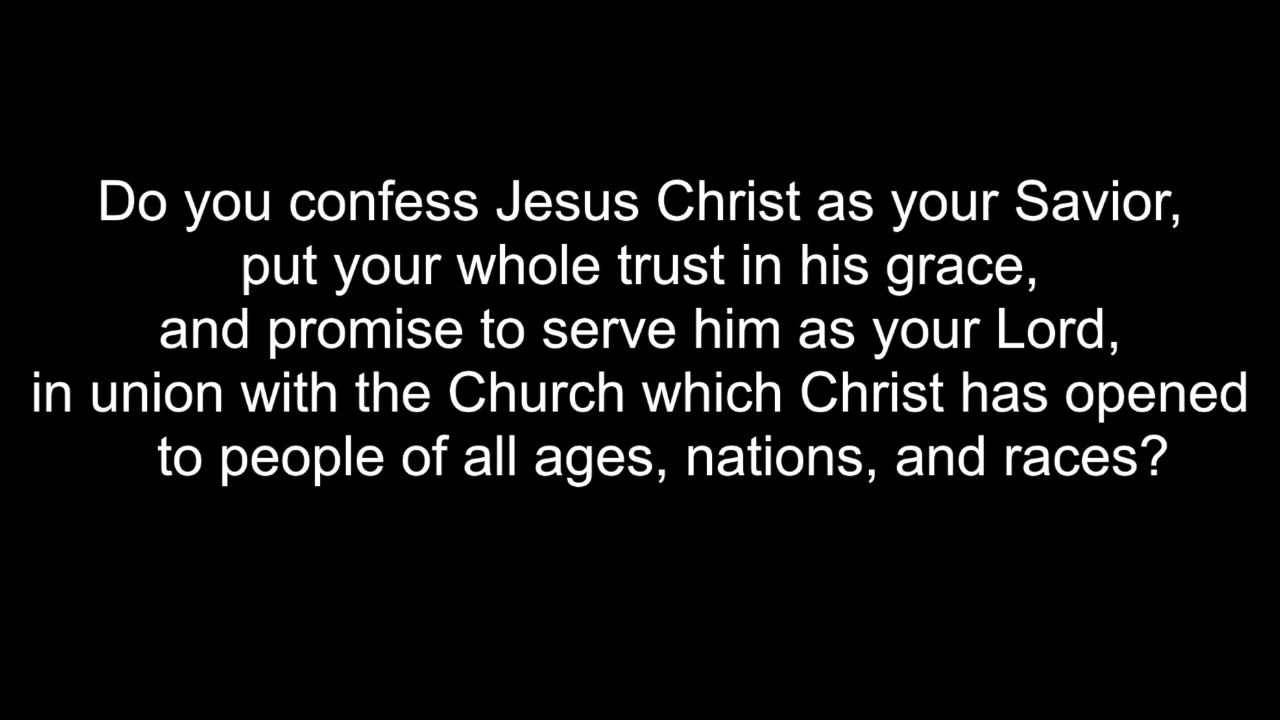 Do you confess Jesus Christ as your Savior,
put your whole trust in his grace,
and promise to serve him as your Lord,
in union with the Church which Christ has opened
to people of all ages, nations, and races?